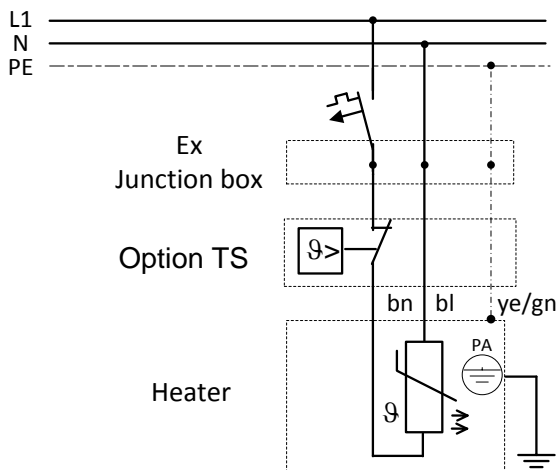 L1
N
PE
Ex
Junction box
Option TS
ϑ>
bn bl ye/gn
PA
Heater
ϑ